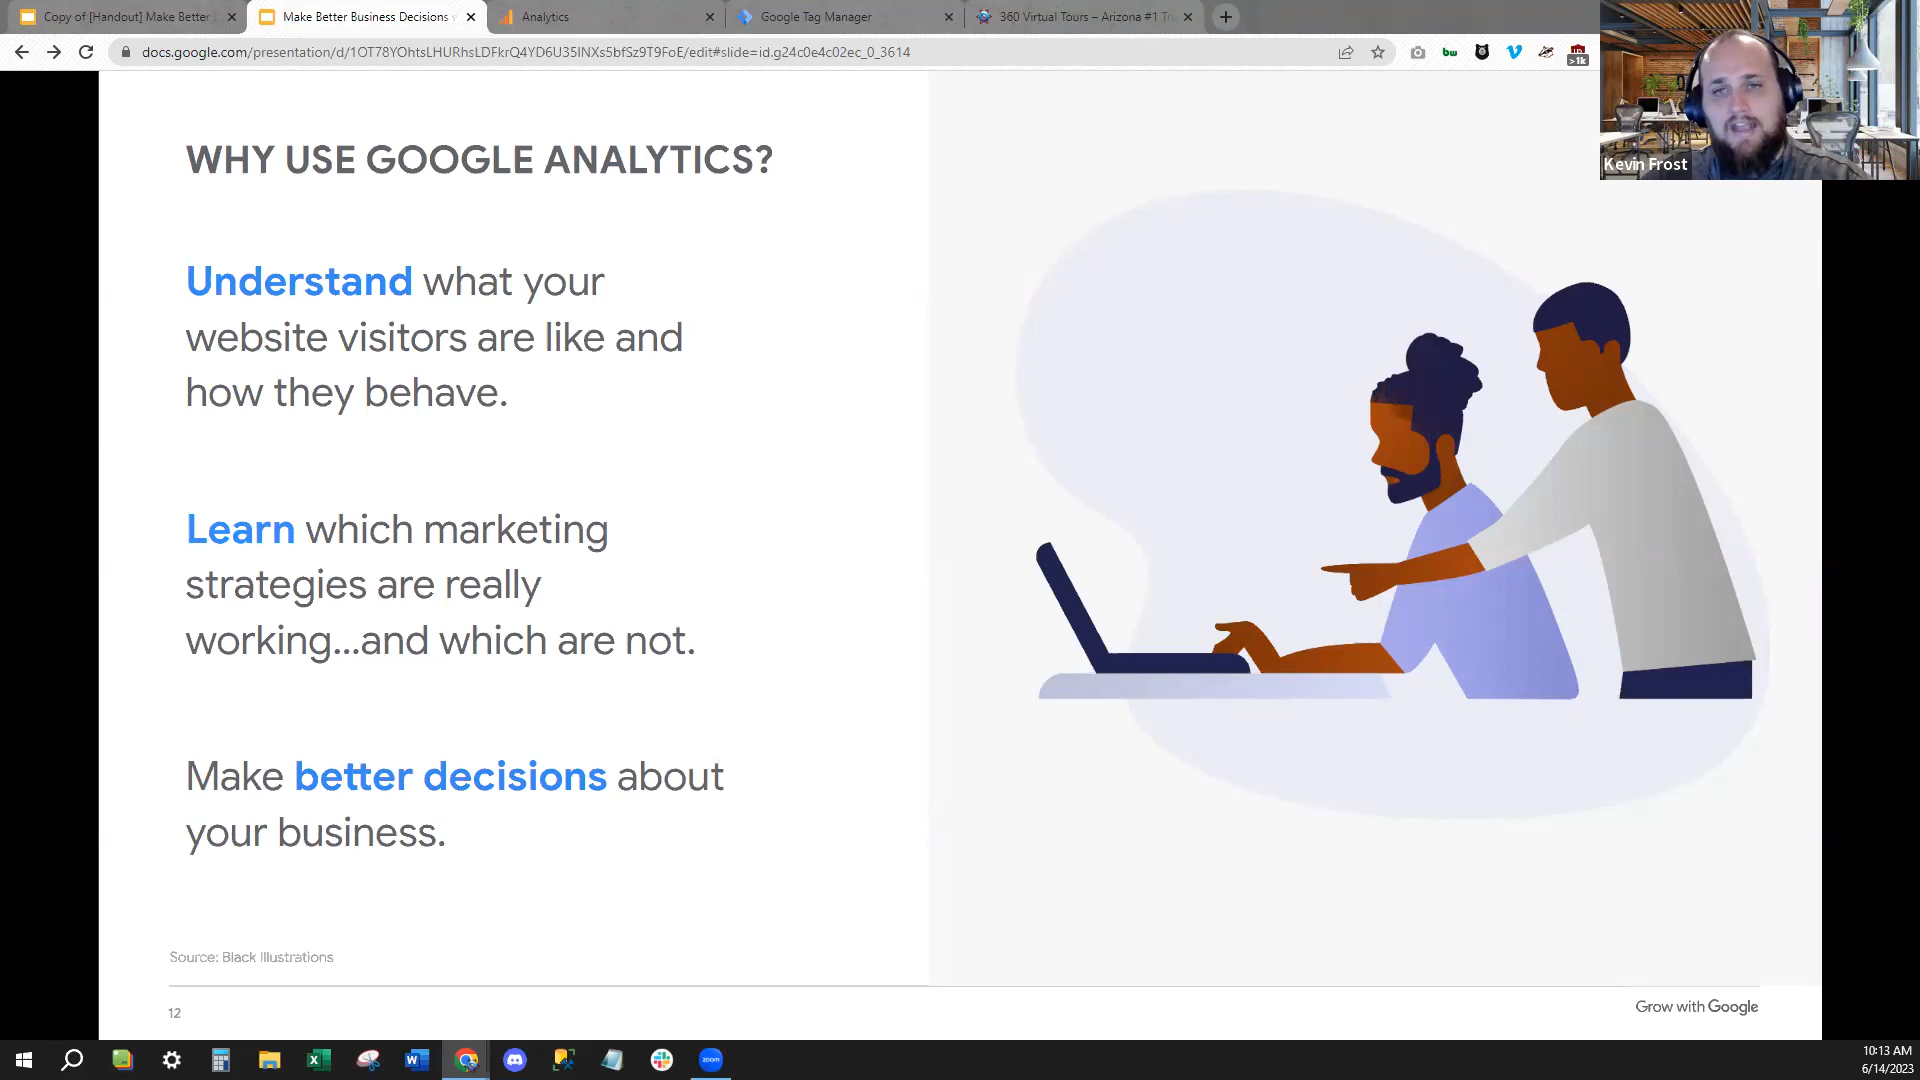 Copy of [Handout] Make Better
Make Better Business Decisions
Analytics
Google Tag Manager
360 Virtual Tours – Arizona #1 T
docs.google.com/presentation/d/1OT78YOhtsLHURhsLDFkrQ4YD6U35INXs5bfSz9T9FoE/edit#slide=id.g24c0e4c02ec_0_3614
bw
>1k
Kevin Frost
WHY USE GOOGLE ANALYTICS?
Understand what your
website visitors are like and
how they behave.
Learn which marketing
strategies are really
working...and which are not.
Make better decisions about
your business.
Source: Black Illustrations
12
Grow with Google
zoom
10:13 AM
6/14/2023